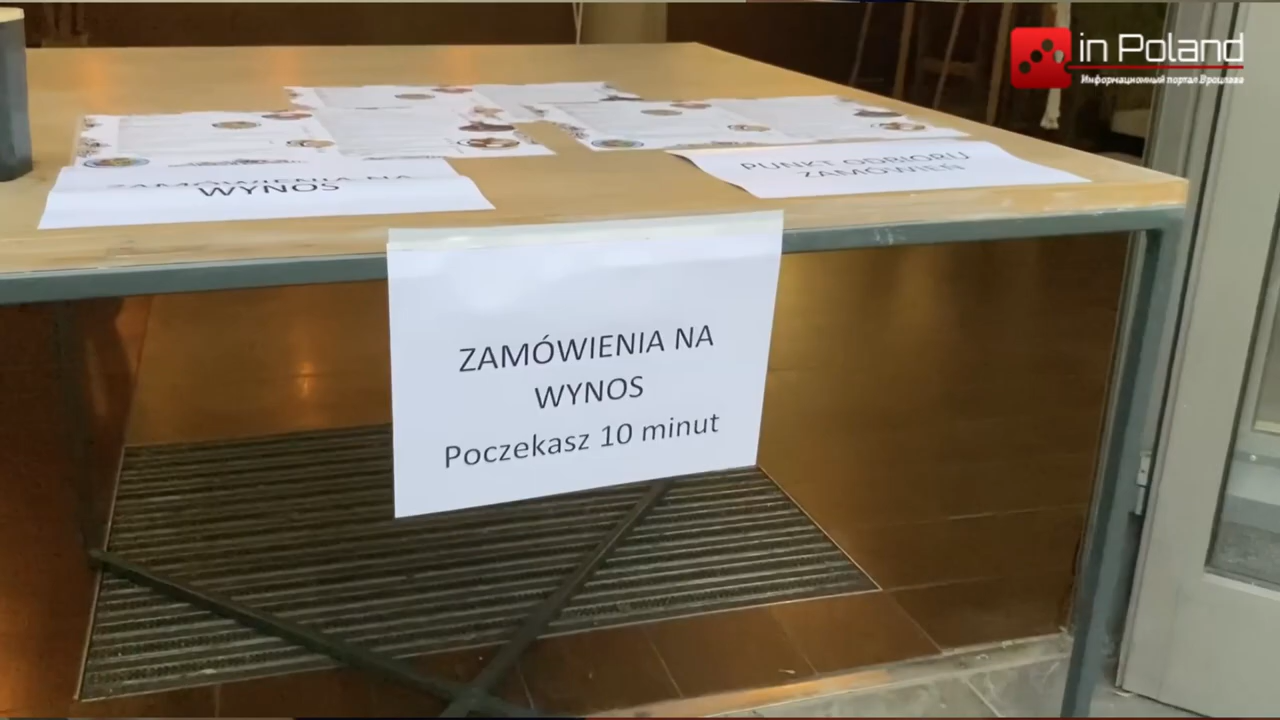 in Poland
Информационный портал Вроцлава
ZAMÓWIENIA NA
WYNOS
PUNKT ODBIORU
ZAMÓWIEŃ
ZAMÓWIENIA NA
WYNOS
Poczekasz 10 minut